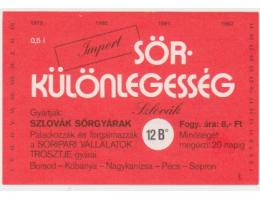 1979 1980 1981 1982
0,5 l
Import
SÖR-
KÜLÖNLEGESSÉG
Szlovák
Gyártják:
SZLOVÁK SÖRGYÁRAK
Palackozzák és forgalmazzák
a SÖRIPARI VÁLLALATOK
TRÖSZTJE gyárai
12 B°
Fogy. ára: 8,- Ft
Minőségét
megőrzi: 20 napig
Borsod - Kőbánya - Nagykanizsa - Pécs - Sopron